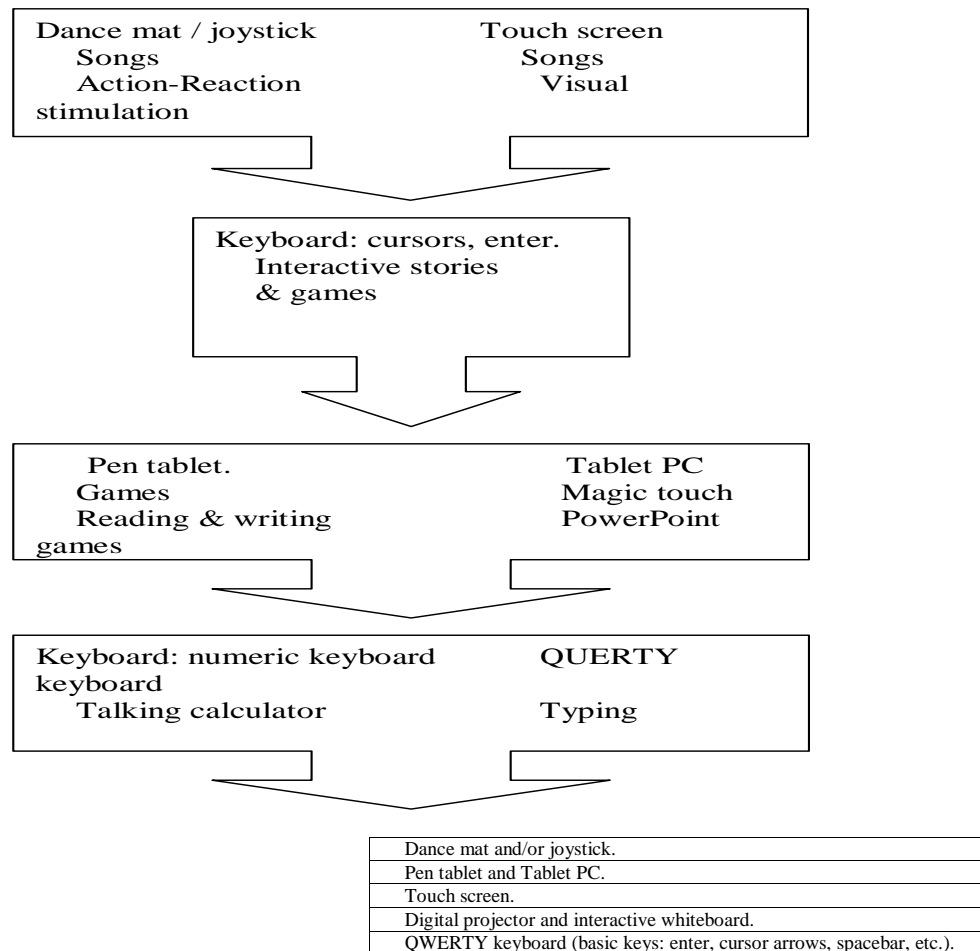 Dance mat / joystick Touch screen
Songs Songs
Action-Reaction Visual
stimulation
Keyboard: cursors, enter.
Interactive stories
& games
Pen tablet. Tablet PC
Games Magic touch
Reading & writing PowerPoint
games
Keyboard: numeric keyboard QUERTY
keyboard
Talking calculator Typing
Dance mat and/or joystick.
Pen tablet and Tablet PC.
Touch screen.
Digital projector and interactive whiteboard.
QWERTY keyboard (basic keys: enter, cursor arrows, spacebar, etc.).